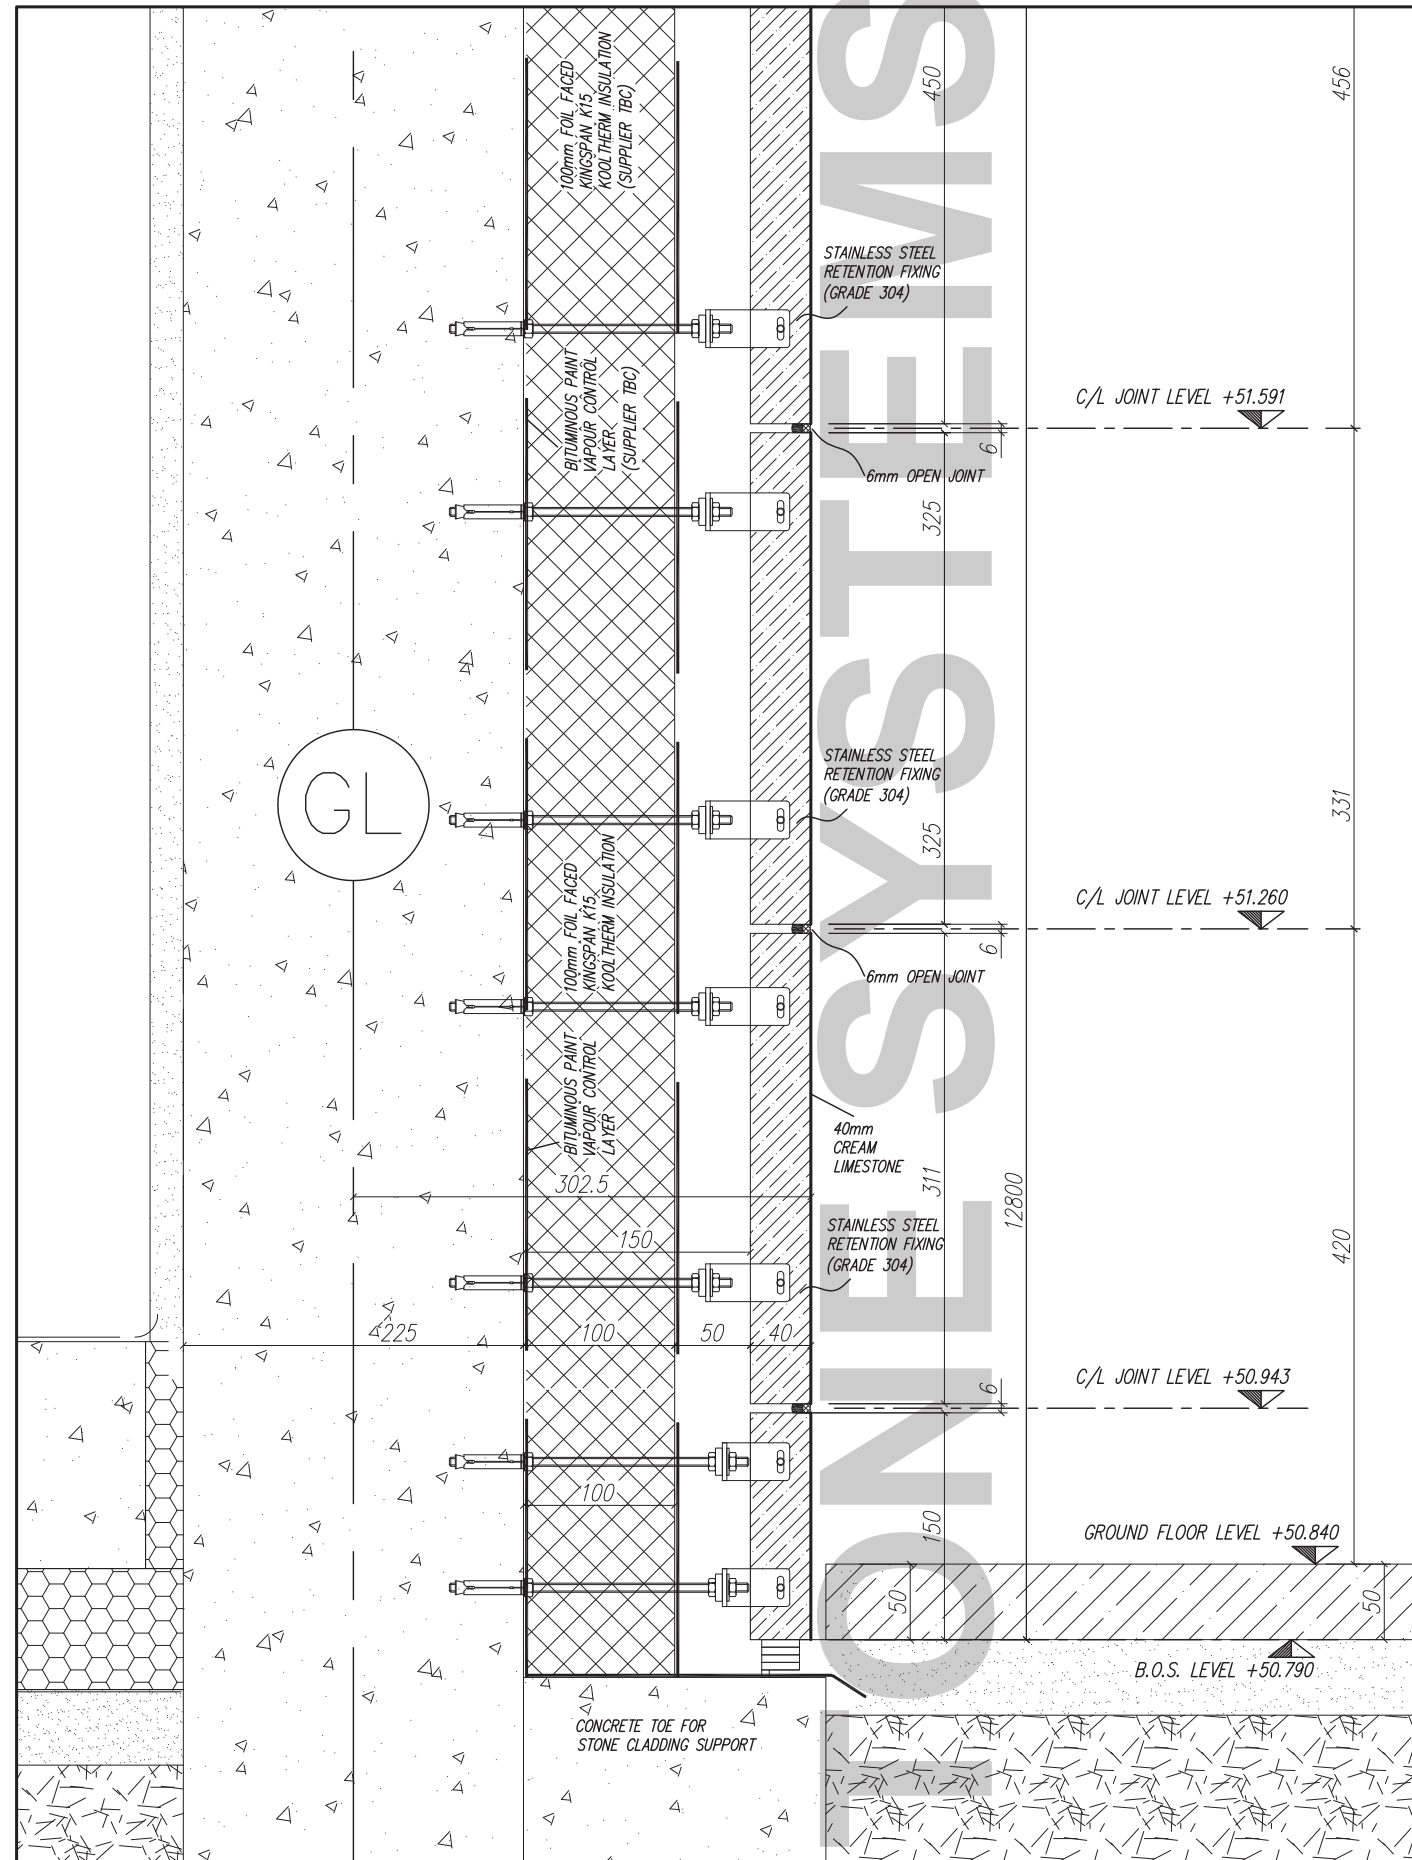 100mm FOIL FACED
KINGSPAN K15
KOOLTHERM INSULATION
(SUPPLIER TBC)
450
456
STAINLESS STEEL
RETENTION FIXING
(GRADE 304)
BITUMINOUS PAINT
VAPOUR CONTROL
LAYER
(SUPPLIER TBC)
C/L JOINT LEVEL +51.591
6
6mm OPEN JOINT
325
GL
STAINLESS STEEL
RETENTION FIXING
(GRADE 304)
325
331
100mm FOIL FACED
KINGSPAN K15
KOOLTHERM INSULATION
C/L JOINT LEVEL +51.260
6
6mm OPEN JOINT
BITUMINOUS PAINT
VAPOUR CONTROL
LAYER
40mm
CREAM
LIMESTONE
311
12800
302.5
150
STAINLESS STEEL
RETENTION FIXING
(GRADE 304)
420
225
100
50
40
C/L JOINT LEVEL +50.943
6
100
150
GROUND FLOOR LEVEL +50.840
50
50
B.O.S. LEVEL +50.790
CONCRETE TOE FOR
STONE CLADDING SUPPORT
TONE SYSTEMS